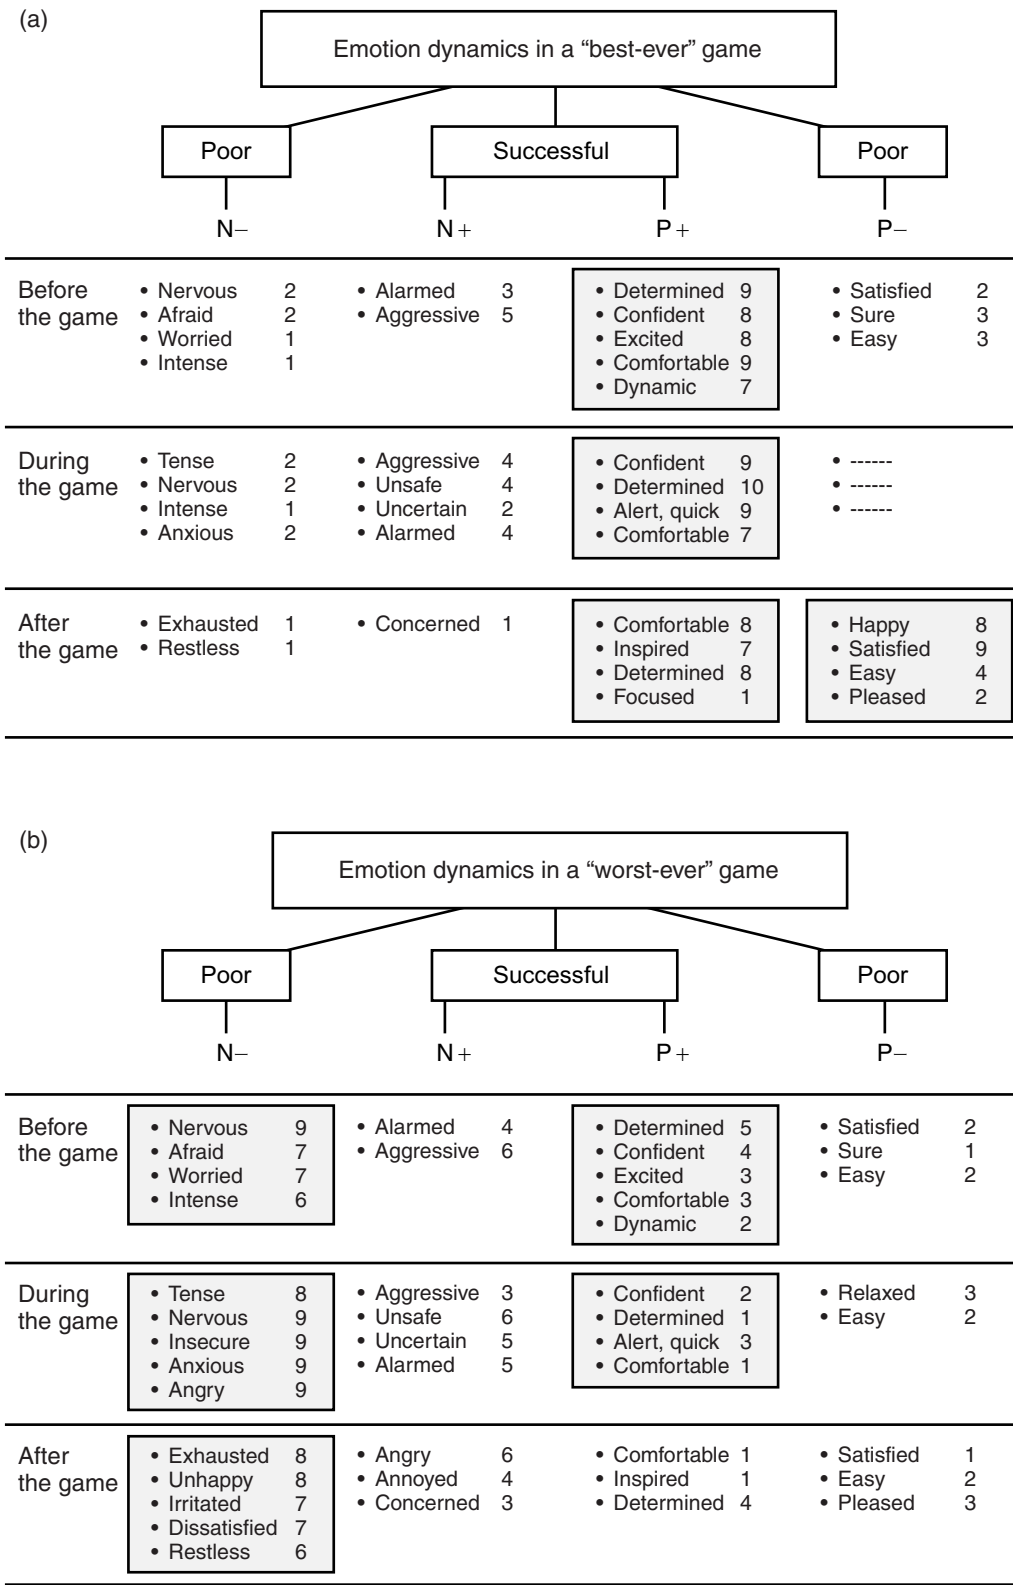 (a)
Emotion dynamics in a “best-ever” game
Poor Successful Poor
N− N+ P+ P−
Before the game
• Nervous 2
• Afraid 2
• Worried 1
• Intense 1
• Alarmed 3
• Aggressive 5
• Determined 9
• Confident 8
• Excited 8
• Comfortable 9
• Dynamic 7
• Satisfied 2
• Sure 3
• Easy 3
During the game
• Tense 2
• Nervous 2
• Intense 1
• Anxious 2
• Aggressive 4
• Unsafe 4
• Uncertain 2
• Alarmed 4
• Confident 9
• Determined 10
• Alert, quick 9
• Comfortable 7
• ------
• ------
• ------
After the game
• Exhausted 1
• Restless 1
• Concerned 1
• Comfortable 8
• Inspired 7
• Determined 8
• Focused 1
• Happy 8
• Satisfied 9
• Easy 4
• Pleased 2
(b)
Emotion dynamics in a “worst-ever” game
Poor Successful Poor
N− N+ P+ P−
Before the game
• Nervous 9
• Afraid 7
• Worried 7
• Intense 6
• Alarmed 4
• Aggressive 6
• Determined 5
• Confident 4
• Excited 3
• Comfortable 3
• Dynamic 2
• Satisfied 2
• Sure 1
• Easy 2
During the game
• Tense 8
• Nervous 9
• Insecure 9
• Anxious 9
• Angry 9
• Aggressive 3
• Unsafe 6
• Uncertain 5
• Alarmed 5
• Confident 2
• Determined 1
• Alert, quick 3
• Comfortable 1
• Relaxed 3
• Easy 2
After the game
• Exhausted 8
• Unhappy 8
• Irritated 7
• Dissatisfied 7
• Restless 6
• Angry 6
• Annoyed 4
• Concerned 3
• Comfortable 1
• Inspired 1
• Determined 4
• Satisfied 1
• Easy 2
• Pleased 3